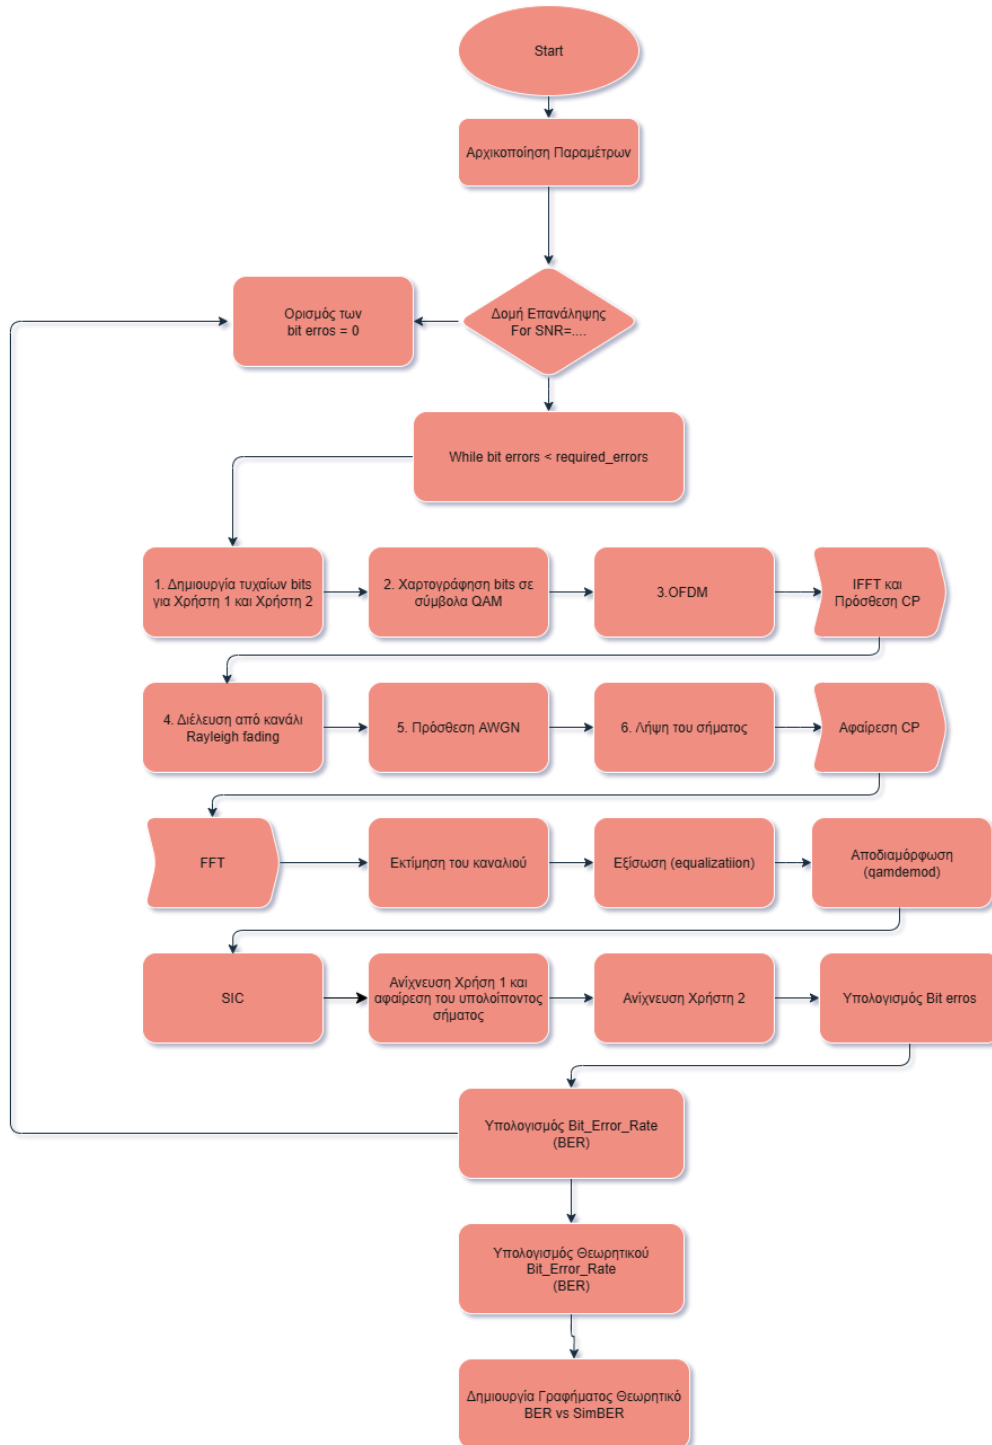 Start
Αρχικοποίηση Παραμέτρων
Δομή Επανάληψης
For SNR=....
Ορισμός των
bit erros = 0
While bit errors < required_errors
1. Δημιουργία τυχαίων bits
για Χρήστη 1 και Χρήστη 2
2. Χαρτογράφηση bits σε
σύμβολα QAM
3.OFDM
IFFT και
Πρόσθεση CP
4. Διέλευση από κανάλι
Rayleigh fading
5. Πρόσθεση AWGN
6. Λήψη του σήματος
Αφαίρεση CP
FFT
Εκτίμηση του καναλιού
Εξίσωση (equalizatiion)
Αποδιαμόρφωση
(qamdemod)
SIC
Ανίχνευση Χρήση 1 και
αφαίρεση του υπολοίποντος
σήματος
Ανίχνευση Χρήστη 2
Υπολογισμός Bit erros
Υπολογισμός Bit_Error_Rate
(BER)
Υπολογισμός Θεωρητικού
Bit_Error_Rate
(BER)
Δημιουργία Γραφήματος Θεωρητικό
BER vs SimBER